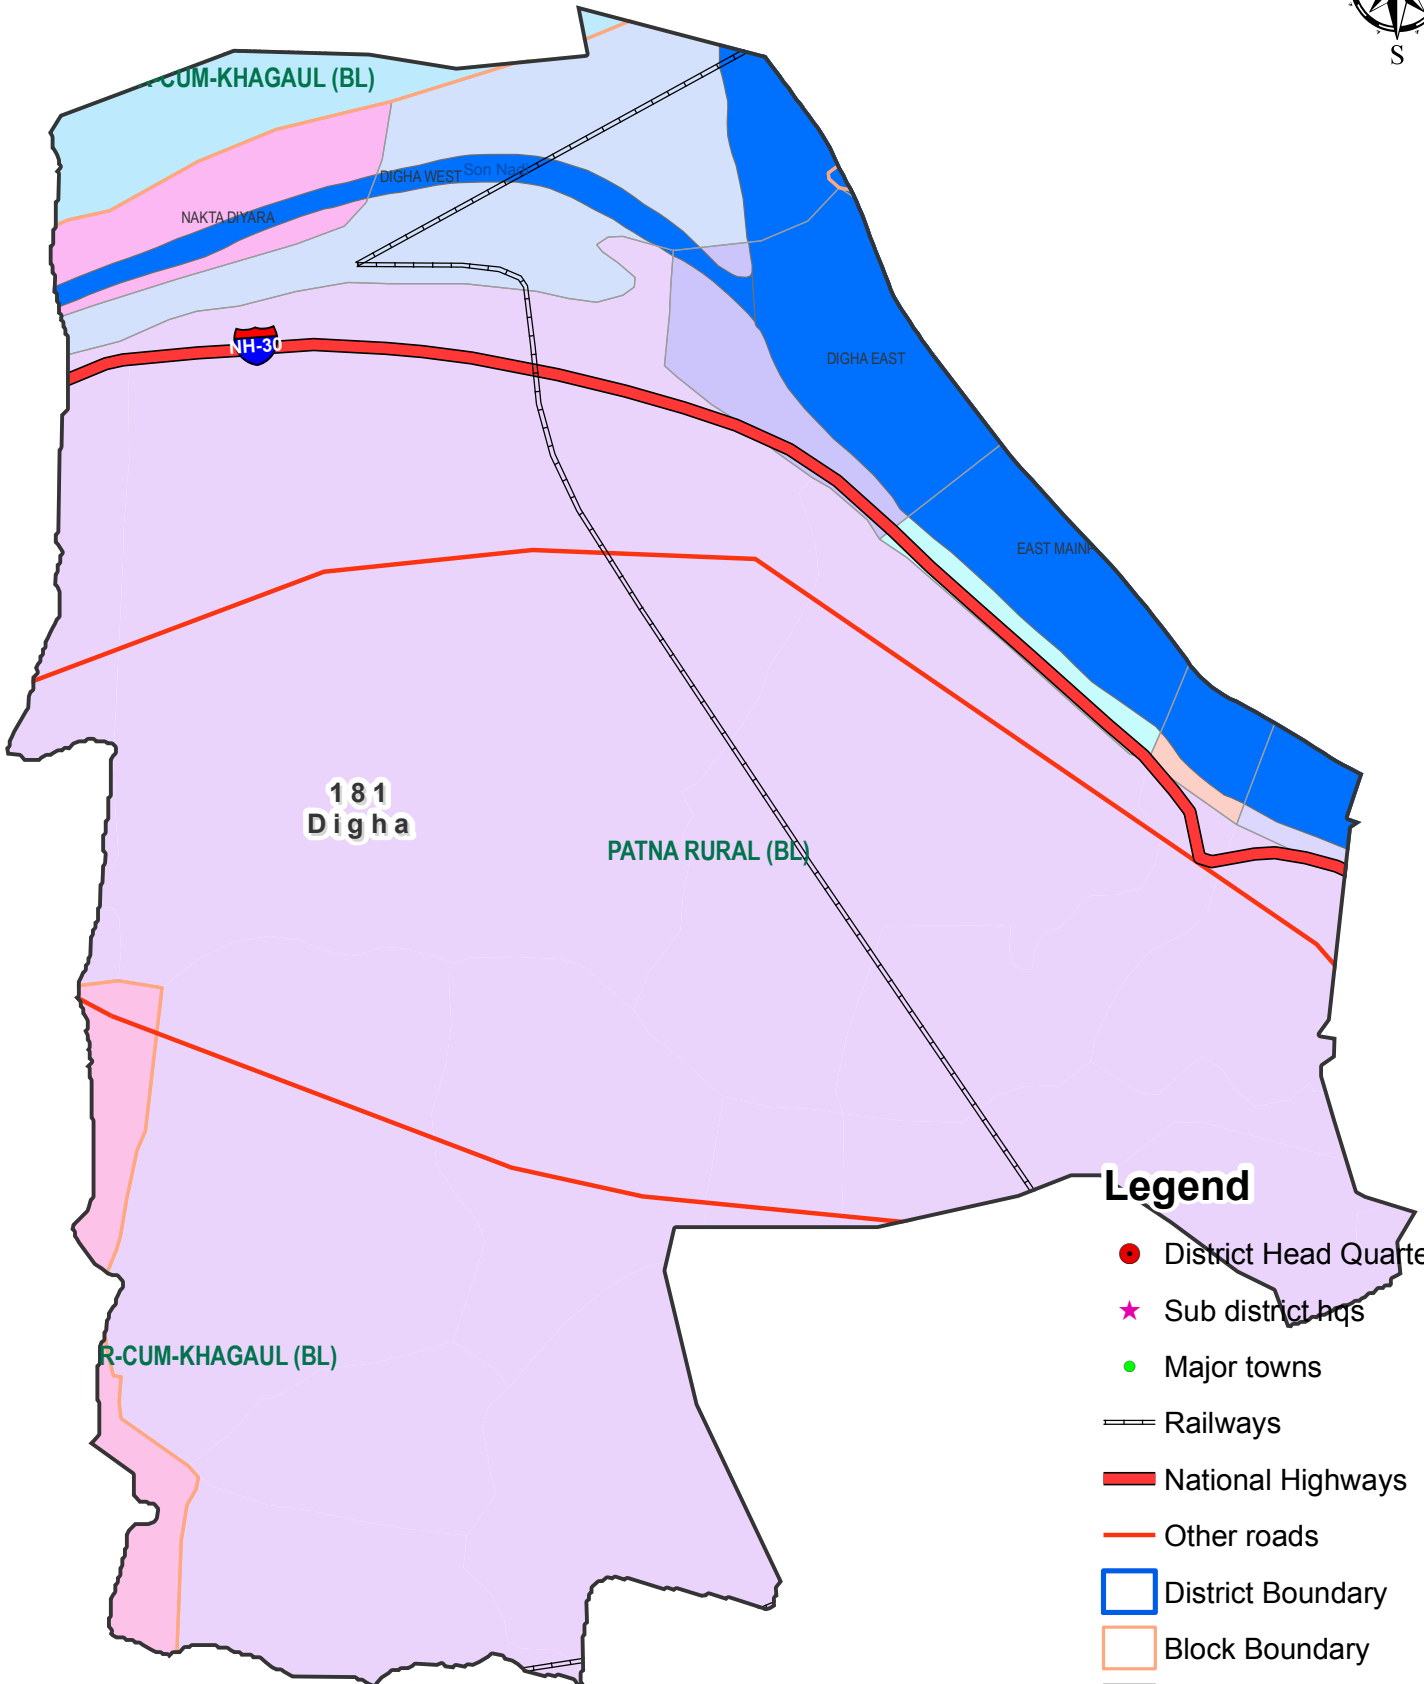 S
-CUM-KHAGAUL (BL)
DIGHA WEST
Son Nadi
NAKTA DIYARA
NH-30
DIGHA EAST
EAST MAINP
181
Digha
PATNA RURAL (BL)
R-CUM-KHAGAUL (BL)
Legend
District Head Quarte
Sub district hqs
Major towns
Railways
National Highways
Other roads
District Boundary
Block Boundary